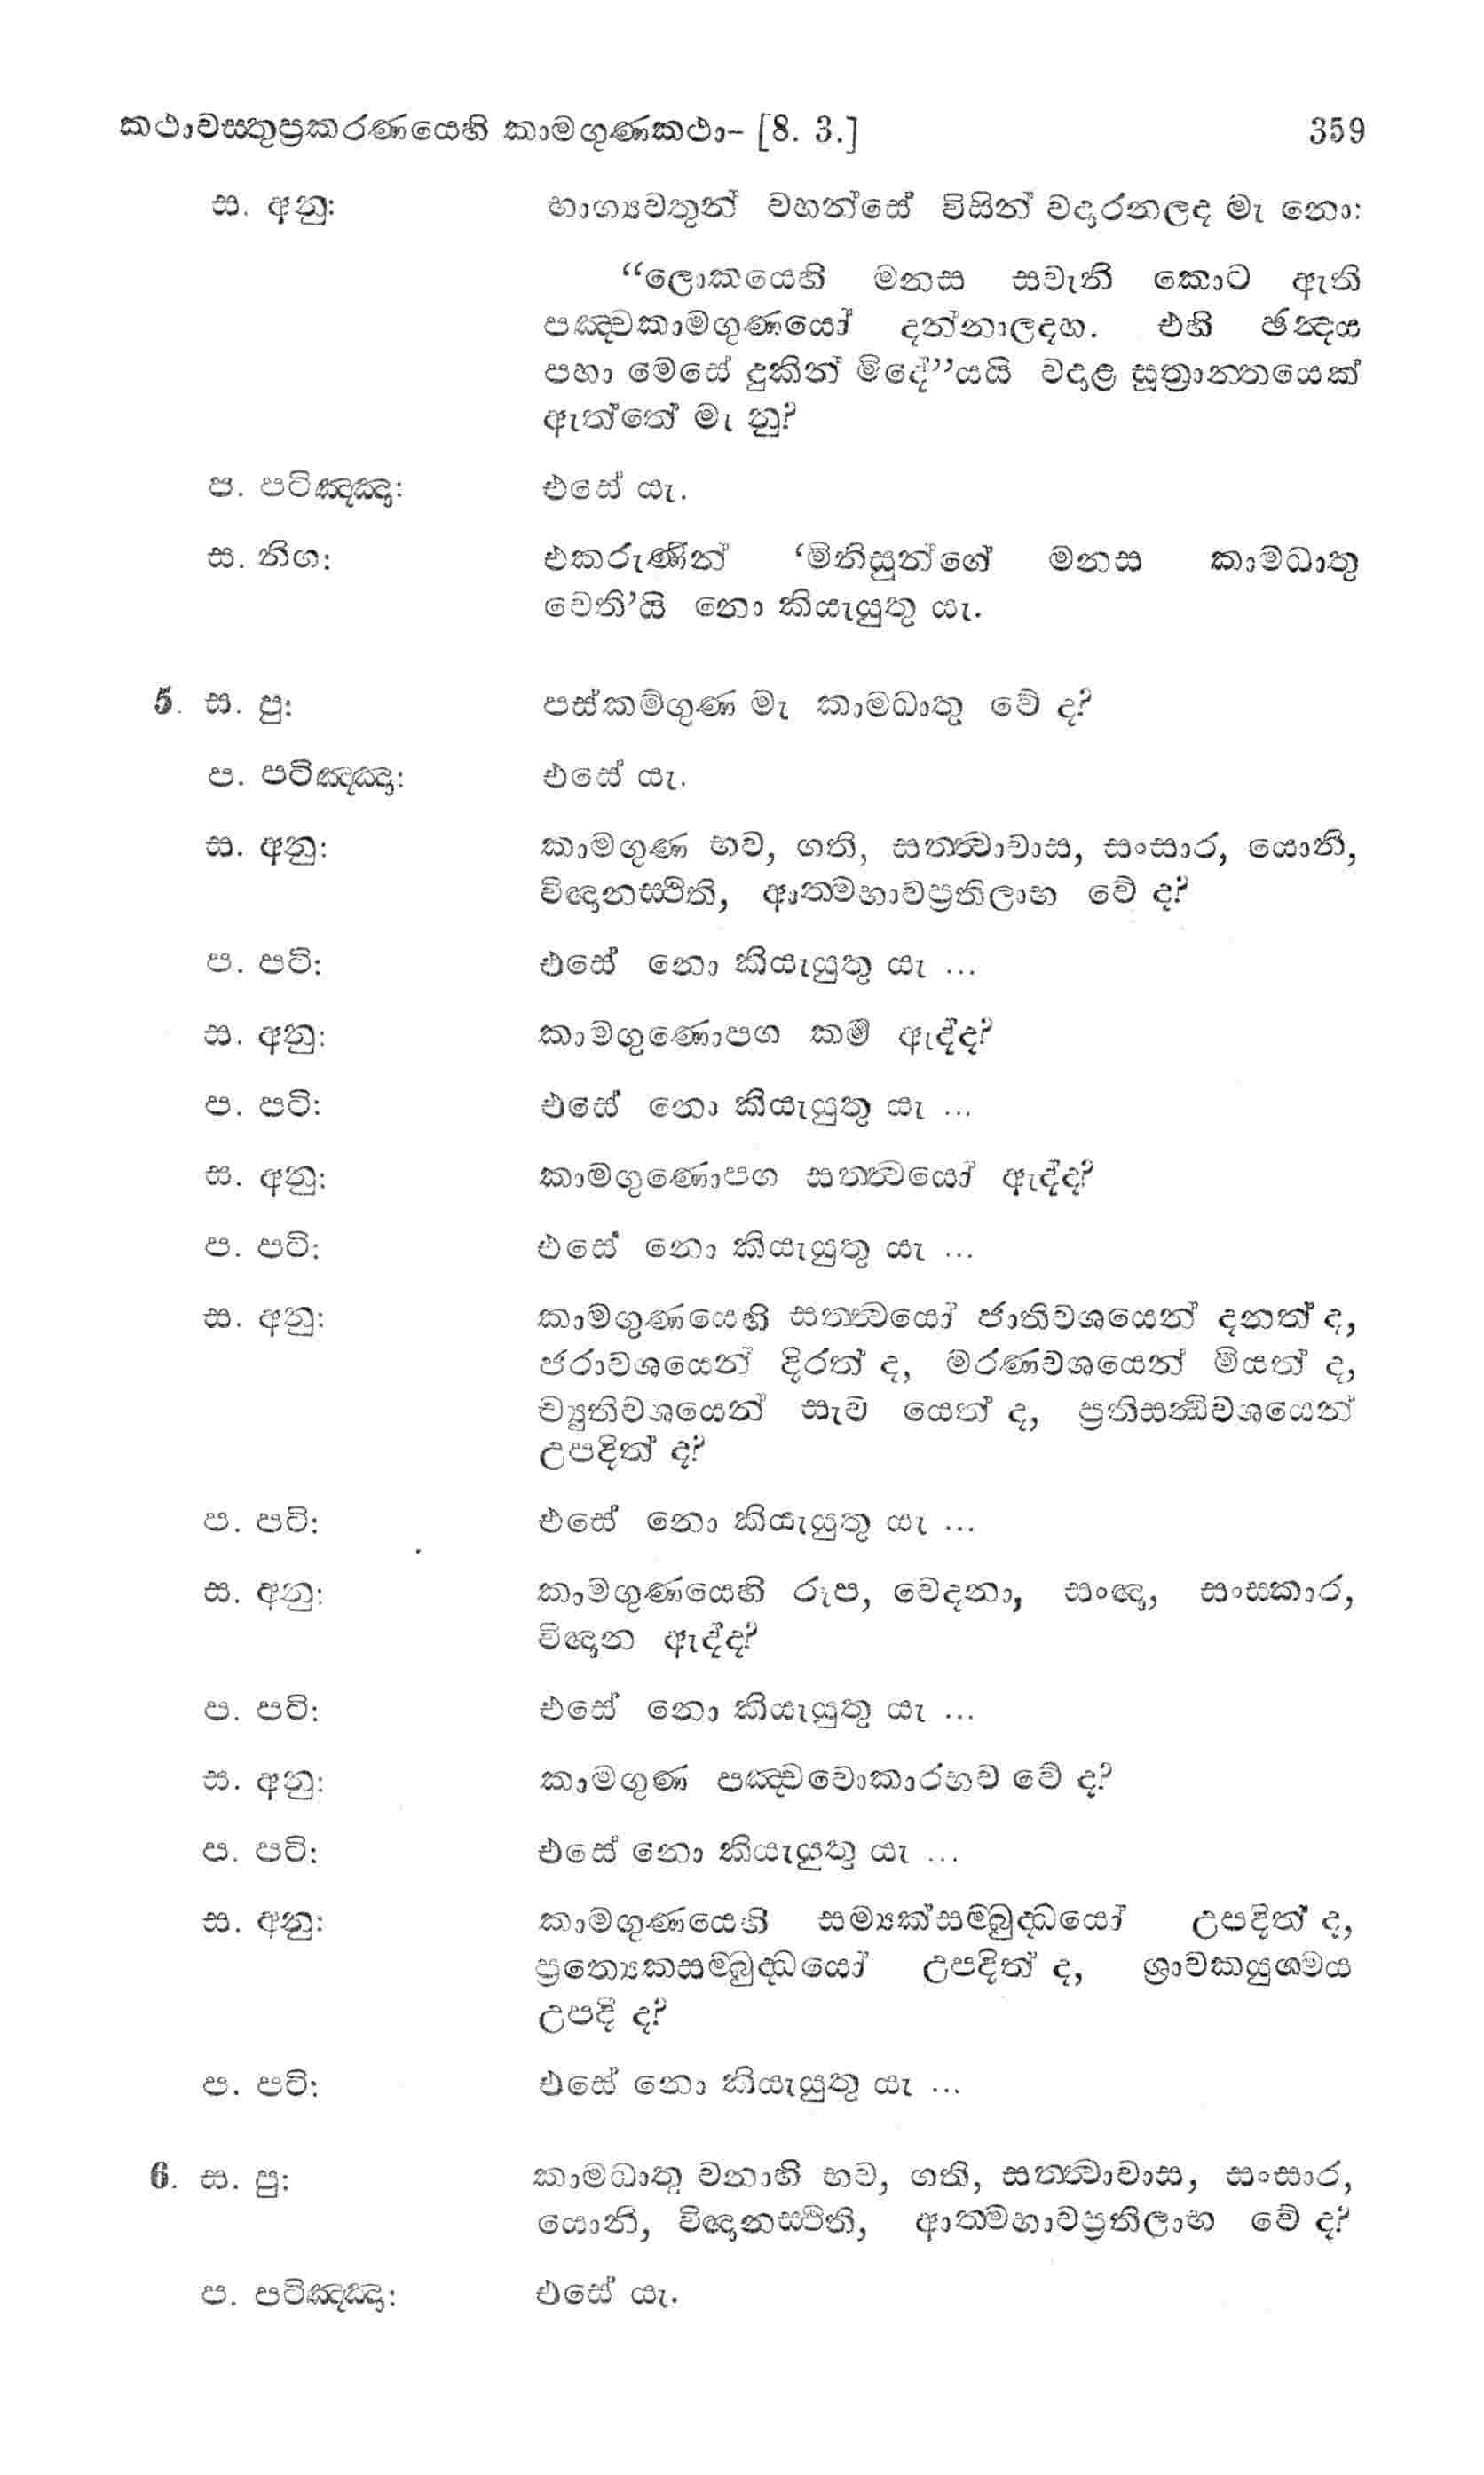 කථාවස්තුප්‍රකරණයෙහි කාමගුණකථා– [8. 3.] 359
ස. අනු: භාග්‍යවතුන් වහන්සේ විසින් වදාරනලද මැ නො:
“ලොකයෙහි මනස සවැනි කොට ඇති
පඤ්චකාමගුණයෝ දන්නාලදහ. එහි ඡන්‍දය
පහා මෙසේ දුකින් මිදේ”යයි වදාළ සූත්‍රාන්තයෙක්
ඇත්තේ මැ නු?
ප. පටිඤ්ඤා: එසේ යැ.
ස. නිග: එකරුණින් ‘මිනිසුන්ගේ මනස කාමධාතු
වෙති’යි නො කියැයුතු යැ.
5. ස. පු: පස්කම්ගුණ මැ කාමධාතු වේ ද?
ප. පටිඤ්ඤා: එසේ යැ.
ස. අනු: කාමගුණ භව, ගති, සත්ත්‍වාවාස, සංසාර, යොනි,
විඥානස්ථිති, ආත්මභාවප්‍රතිලාභ වේ ද?
ප. පටි: එසේ නො කියැයුතු යැ ...
ස. අනු: කාමගුණොපග කර්‍ම ඇද්ද?
ප. පටි: එසේ නො කියැයුතු යැ ...
ස. අනු: කාමගුණොපග සත්ත්‍වයෝ ඇද්ද?
ප. පටි: එසේ නො කියැයුතු යැ ...
ස. අනු: කාමගුණයෙහි සත්ත්‍වයෝ ජාතිවශයෙන් දනත් ද,
ජරාවශයෙන් දිරත් ද, මරණවශයෙන් මියත් ද,
ච්‍යුතිවශයෙන් සැව යෙත් ද, ප්‍රතිසන්‍ධිවශයෙන්
උපදිත් ද?
ප. පටි: එසේ නො කියැයුතු යැ ...
ස. අනු: කාමගුණයෙහි රූප, වෙදනා, සංඥා, සංස්කාර,
විඥාන ඇද්ද?
ප. පටි: එසේ නො කියැයුතු යැ ...
ස. අනු: කාමගුණ පඤ්චවොකාරභව වේ ද?
ප. පටි: එසේ නො කියැයුතු යැ ...
ස. අනු: කාමගුණයෙහි සම්‍යක්සම්බුද්ධයෝ උපදිත් ද,
ප්‍රත්‍යෙකසම්බුද්ධයෝ උපදිත් ද, ශ්‍රාවකයුග්මය
උපදී ද?
ප. පටි: එසේ නො කියැයුතු යැ ...
6. ස. පු: කාමධාතු වනාහි භව, ගති, සත්ත්‍වාවාස, සංසාර,
යොනි, විඥානස්ථිති, ආත්මභාවප්‍රතිලාභ වේ ද?
ප. පටිඤ්ඤා: එසේ යැ.